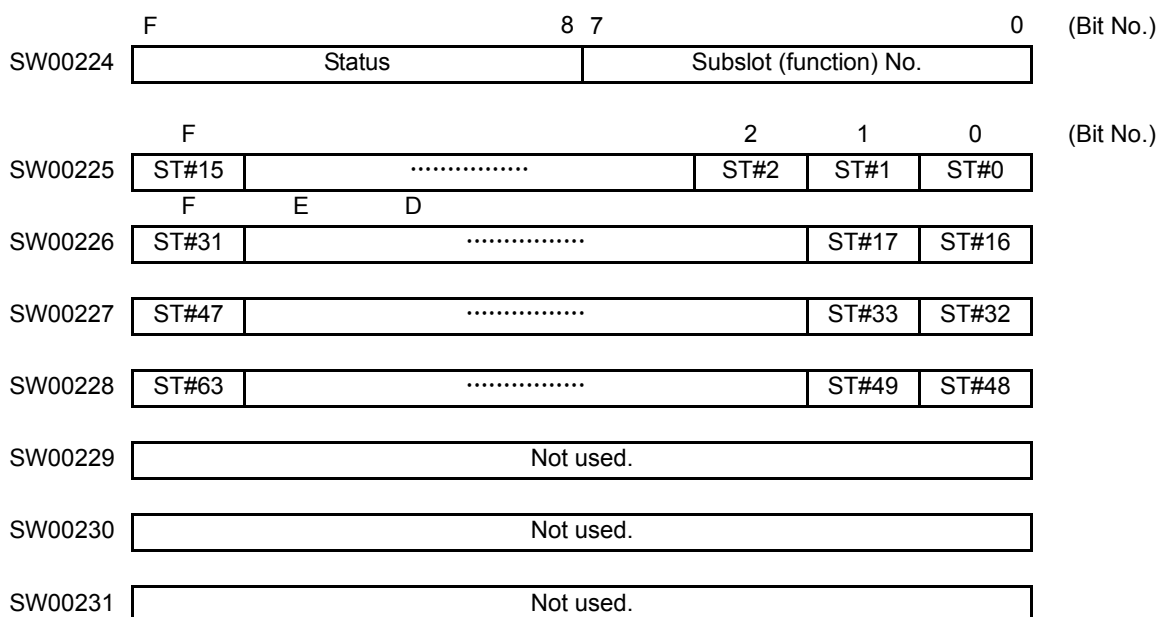 F 8 7 0 (Bit No.)
SW00224 Status Subslot (function) No.
F 2 1 0 (Bit No.)
SW00225 ST#15 ················ ST#2 ST#1 ST#0
F E D
SW00226 ST#31 ················ ST#17 ST#16
SW00227 ST#47 ················ ST#33 ST#32
SW00228 ST#63 ················ ST#49 ST#48
SW00229 Not used.
SW00230 Not used.
SW00231 Not used.